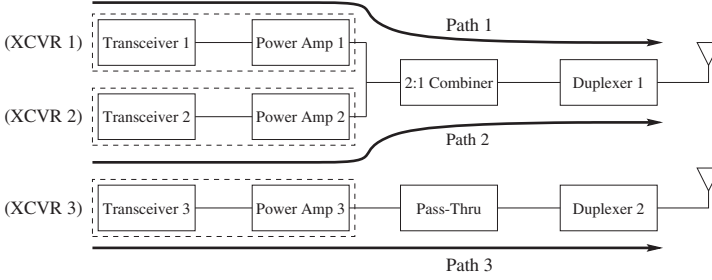 Path 1
(XCVR 1) Transceiver 1 Power Amp 1
2:1 Combiner Duplexer 1
(XCVR 2) Transceiver 2 Power Amp 2
Path 2
(XCVR 3) Transceiver 3 Power Amp 3 Pass-Thru Duplexer 2
Path 3